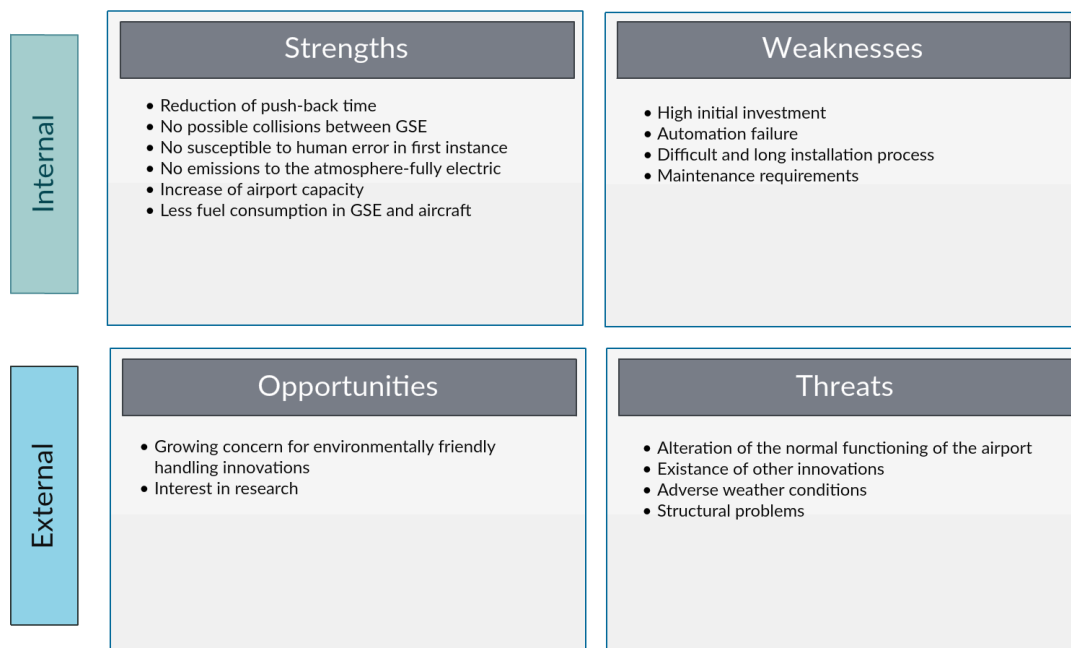 Internal
Strengths
• Reduction of push-back time
• No possible collisions between GSE
• No susceptible to human error in first instance
• No emissions to the atmosphere-fully electric
• Increase of airport capacity
• Less fuel consumption in GSE and aircraft
Weaknesses
• High initial investment
• Automation failure
• Difficult and long installation process
• Maintenance requirements
External
Opportunities
• Growing concern for environmentally friendly
handling innovations
• Interest in research
Threats
• Alteration of the normal functioning of the airport
• Existance of other innovations
• Adverse weather conditions
• Structural problems